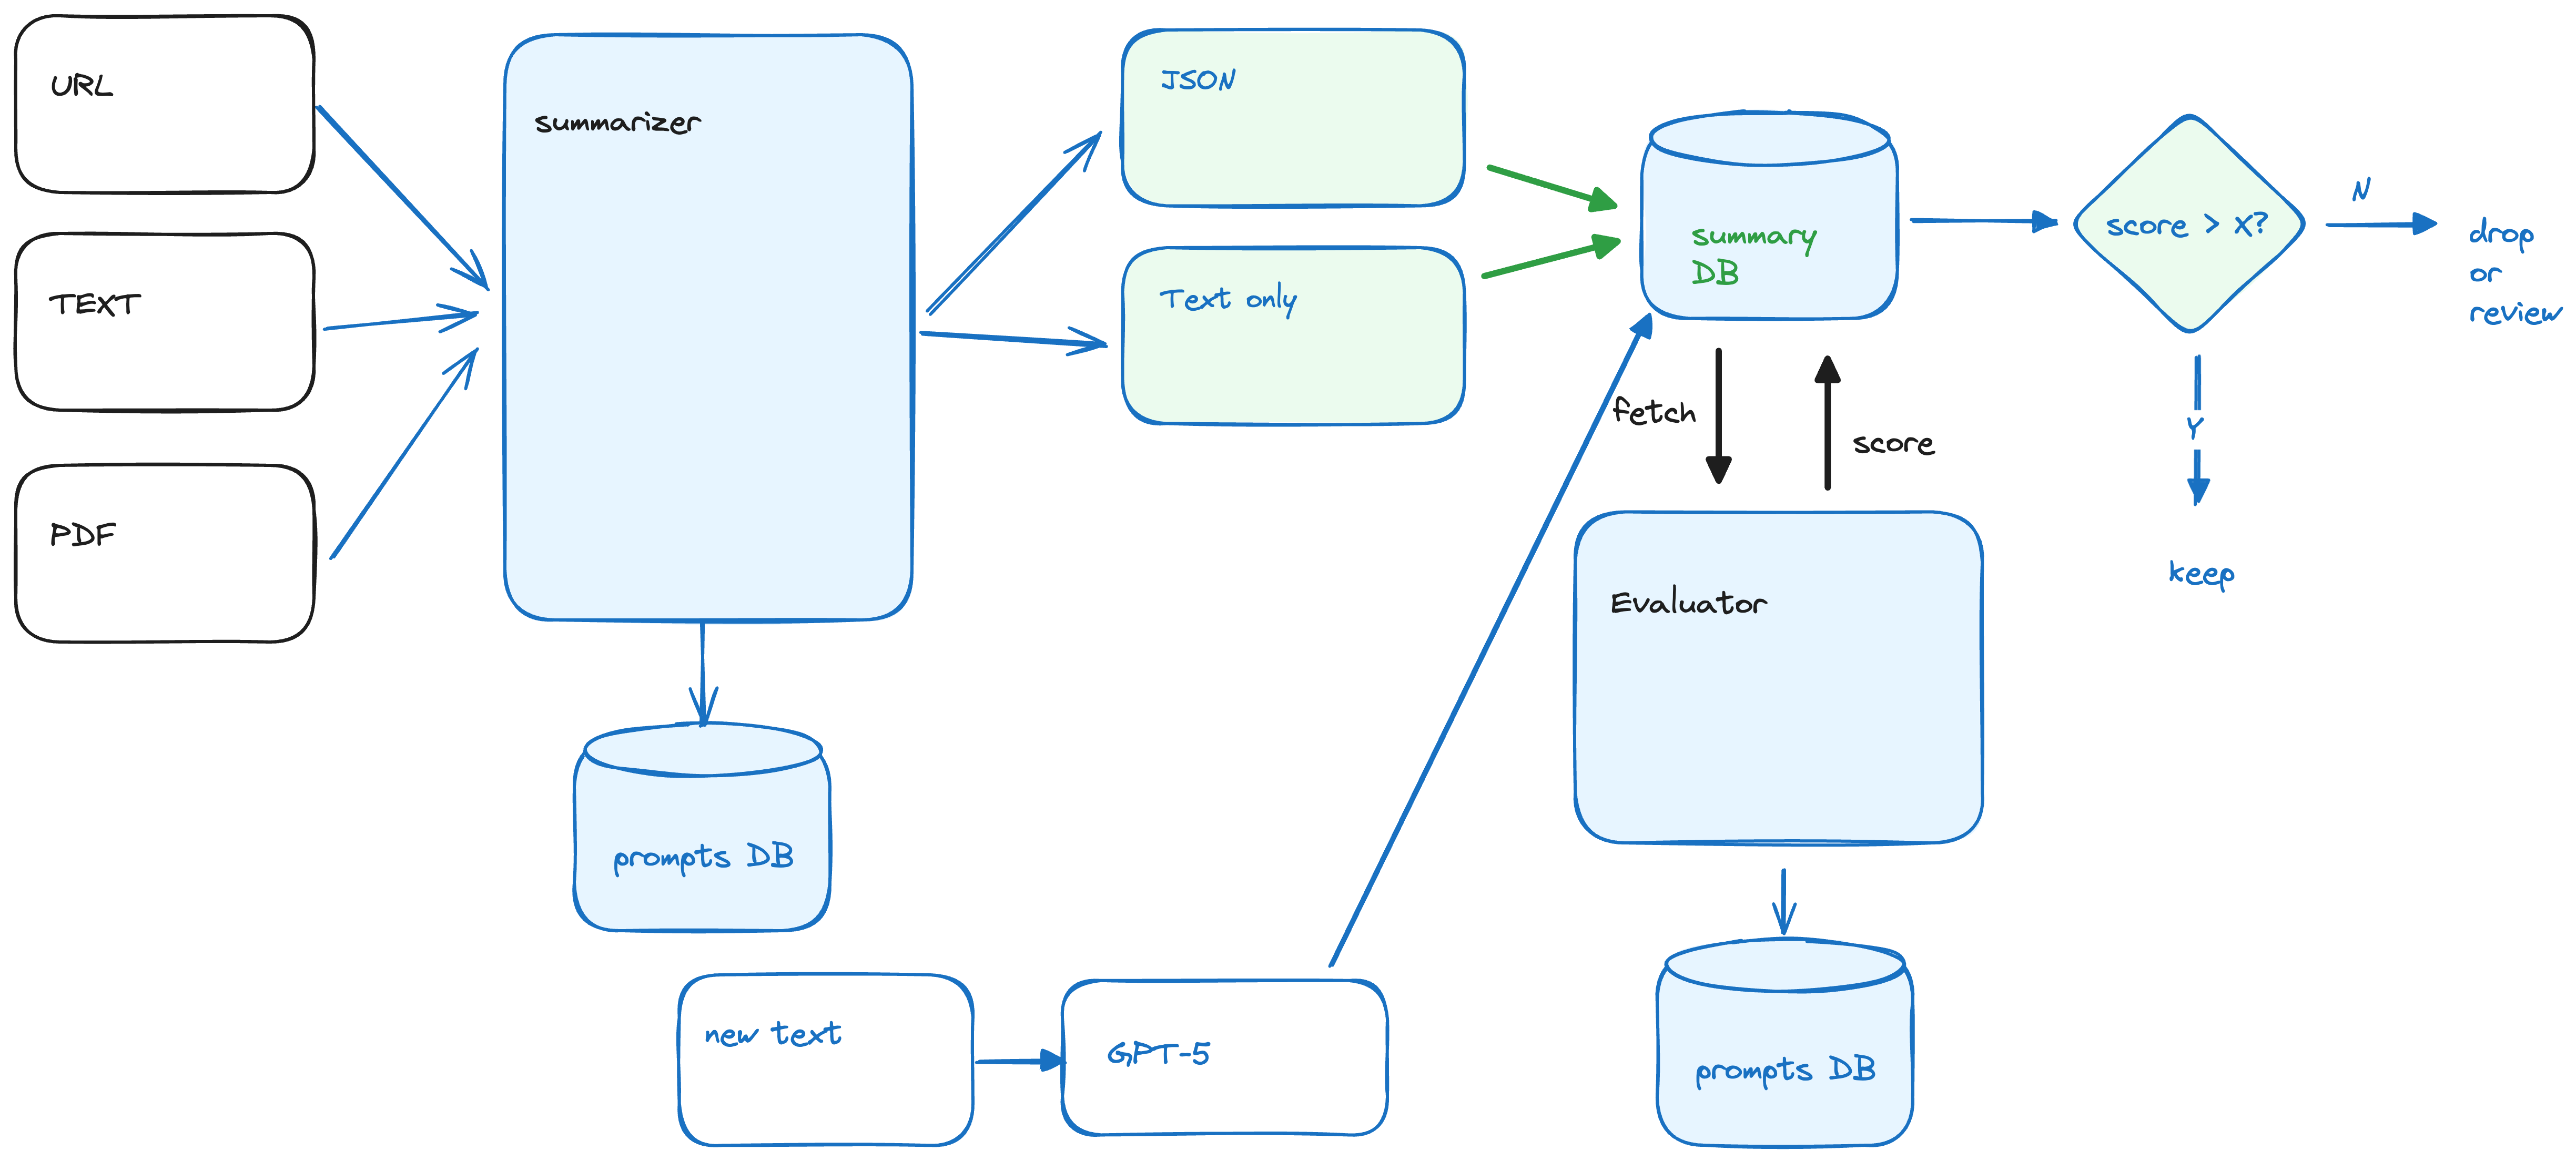 URL
TEXT
PDF
summarizer
prompts DB
JSON
Text only
summary
DB
fetch
score
Evaluator
prompts DB
new text
GPT-5
score > X?
N
drop
or
review
Y
keep